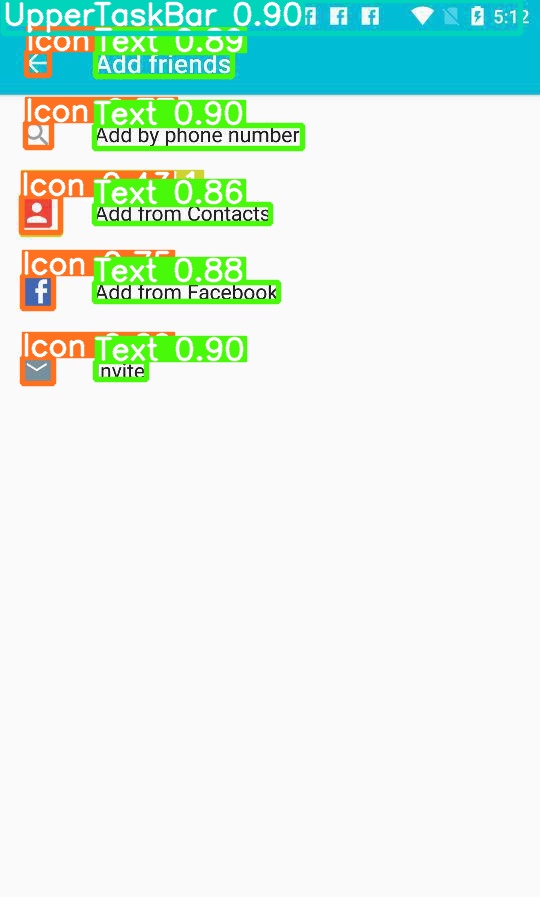 UpperTaskBar 0.90 5:12
Icon Text 0.89
Add friends
Icon Text 0.90
Add by phone number
Icon Text 0.86
Add from Contacts
Icon Text 0.88
Add from Facebook
Icon Text 0.90
Invite